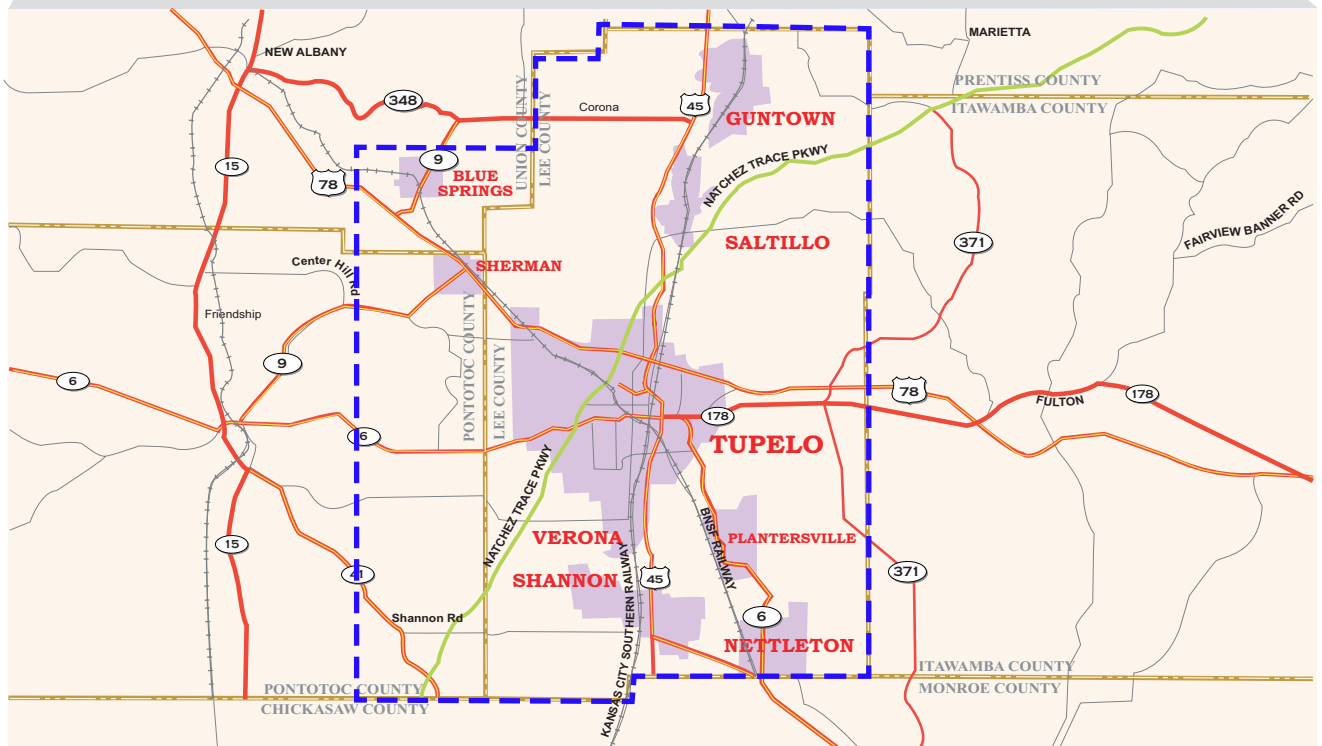 MARIETTA
NEW ALBANY
PRENTISS COUNTY
ITAWAMBA COUNTY
348
Corona
45
GUNTOWN
UNION COUNTY
LEE COUNTY
NATCHEZ TRACE PKWY
15
9
BLUE
SPRINGS
78
FAIRVIEW BANNER RD
SALTILLO
371
Center Hill Rd
SHERMAN
Friendship
PONTOTOC COUNTY
LEE COUNTY
9
6
78
178
FULTON
178
6
TUPELO
NATCHEZ TRACE PKWY
15
VERONA
BNSF RAILWAY
PLANTERSVILLE
41
SHANNON
45
371
KANSAS CITY SOUTHERN RAILWAY
Shannon Rd
6
NETTLETON
ITAWAMBA COUNTY
MONROE COUNTY
PONTOTOC COUNTY
CHICKASAW COUNTY